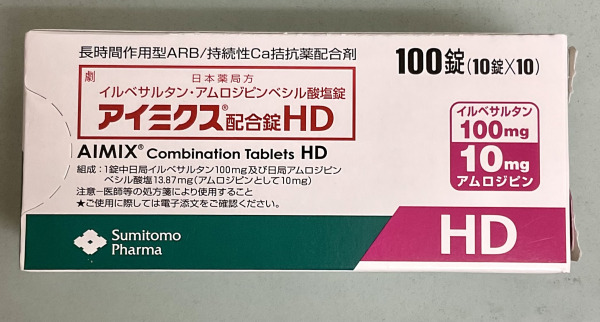 長時間作用型ARB/持続性Ca拮抗薬配合剤
100錠(10錠×10)
劇
日本薬局方
イルベサルタン・アムロジピンベシル酸塩錠
アイミクス®配合錠HD
AIMIX® Combination Tablets HD
組成:1錠中日局イルベサルタン100mg及び日局アムロジピン
ベシル酸塩13.87mg(アムロジピンとして10mg)
注意-医師等の処方箋により使用すること
★ご使用に際しては電子添文をご確認ください。
イルベサルタン
100mg
10mg
アムロジピン
Sumitomo
Pharma
HD